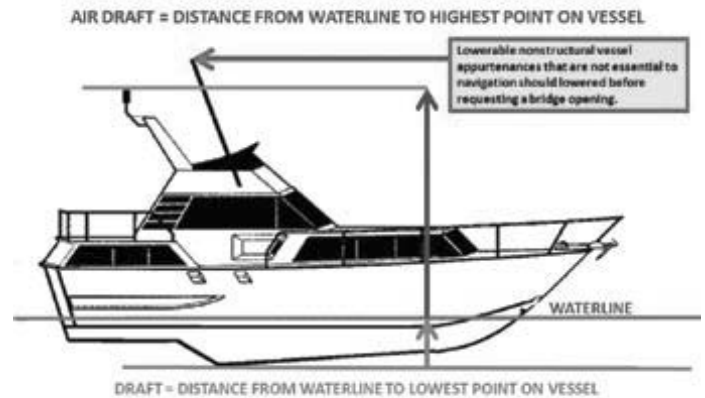 AIR DRAFT = DISTANCE FROM WATERLINE TO HIGHEST POINT ON VESSEL
Lowerable nonstructural vessel
appurtenances that are not essential to
navigation should lowered before
requesting a bridge opening.
WATERLINE
DRAFT = DISTANCE FROM WATERLINE TO LOWEST POINT ON VESSEL